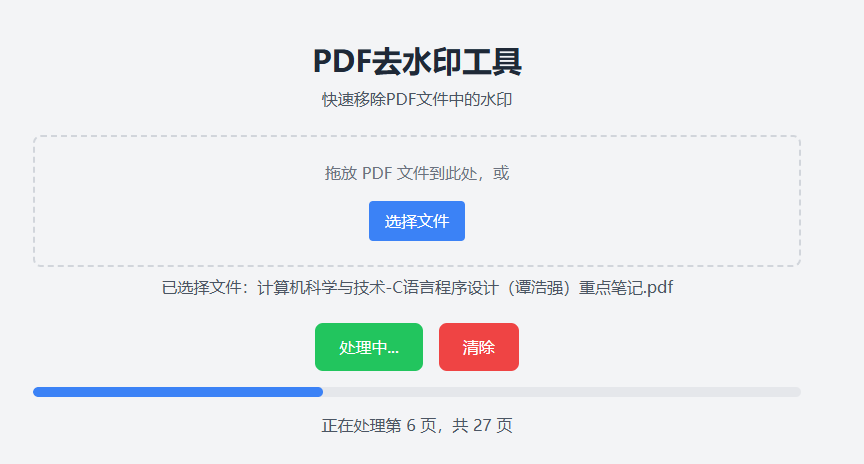 PDF去水印工具
快速移除PDF文件中的水印
拖放 PDF 文件到此处，或
选择文件
已选择文件：计算机科学与技术-C语言程序设计（谭浩强）重点笔记.pdf
处理中...
清除
正在处理第 6 页，共 27 页